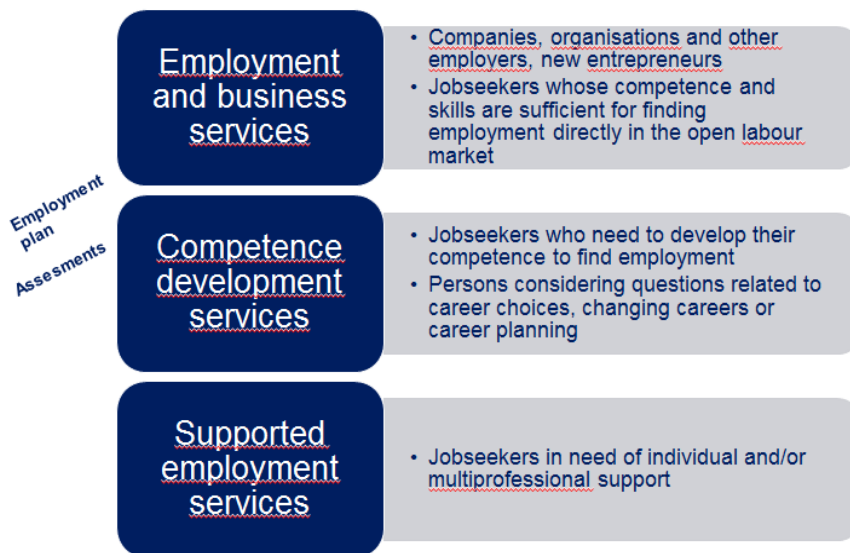 Employment
and business
services
• Companies, organisations and other
employers, new entrepreneurs
• Jobseekers whose competence and
skills are sufficient for finding
employment directly in the open labour
market
Employment
plan
Assesments
Competence
development
services
• Jobseekers who need to develop their
competence to find employment
• Persons considering questions related to
career choices, changing careers or
career planning
Supported
employment
services
• Jobseekers in need of individual and/or
multiprofessional support